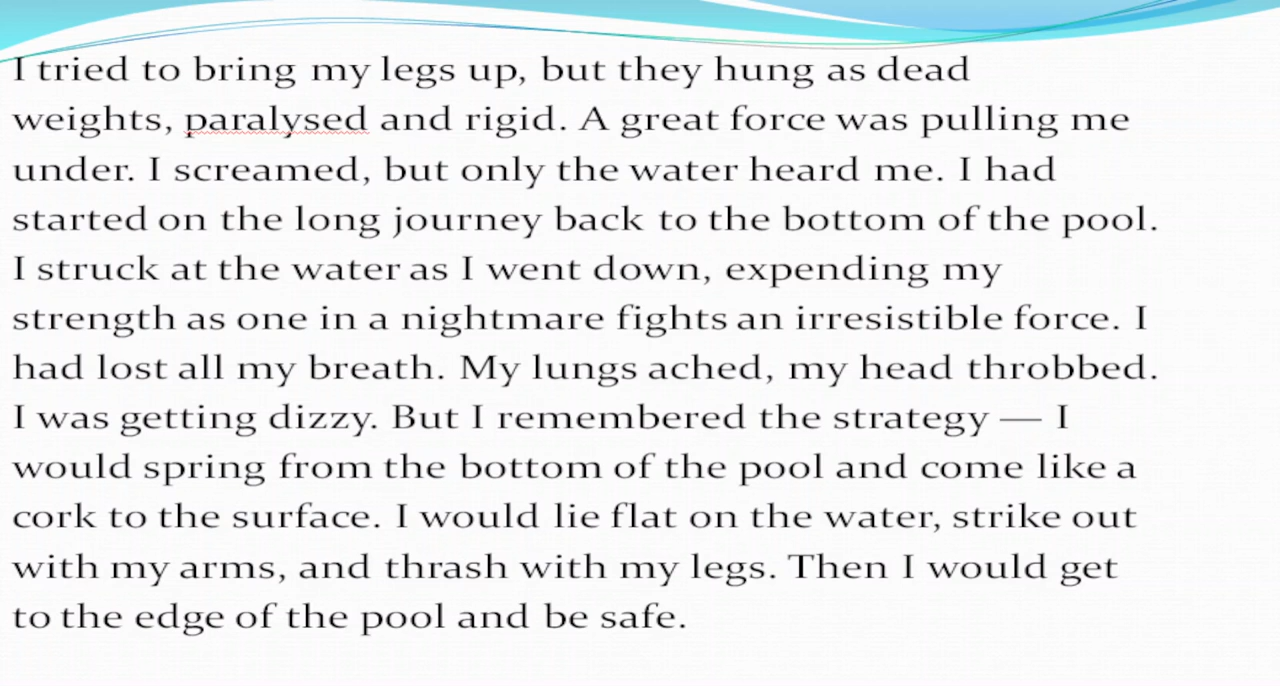 I tried to bring my legs up, but they hung as dead
weights, paralysed and rigid. A great force was pulling me
under. I screamed, but only the water heard me. I had
started on the long journey back to the bottom of the pool.
I struck at the water as I went down, expending my
strength as one in a nightmare fights an irresistible force. I
had lost all my breath. My lungs ached, my head throbbed.
I was getting dizzy. But I remembered the strategy — I
would spring from the bottom of the pool and come like a
cork to the surface. I would lie flat on the water, strike out
with my arms, and thrash with my legs. Then I would get
to the edge of the pool and be safe.